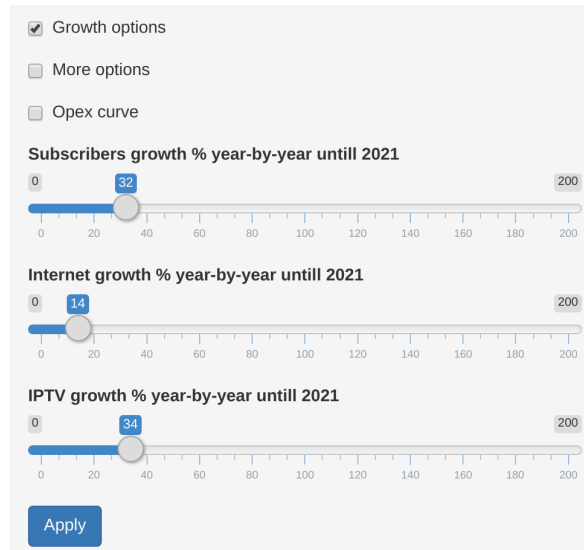 Growth options
More options
Opex curve
Subscribers growth % year-by-year untill 2021
0 32 200
0 20 40 60 80 100 120 140 160 180 200
Internet growth % year-by-year untill 2021
0 14 200
0 20 40 60 80 100 120 140 160 180 200
IPTV growth % year-by-year untill 2021
0 34 200
0 20 40 60 80 100 120 140 160 180 200
Apply